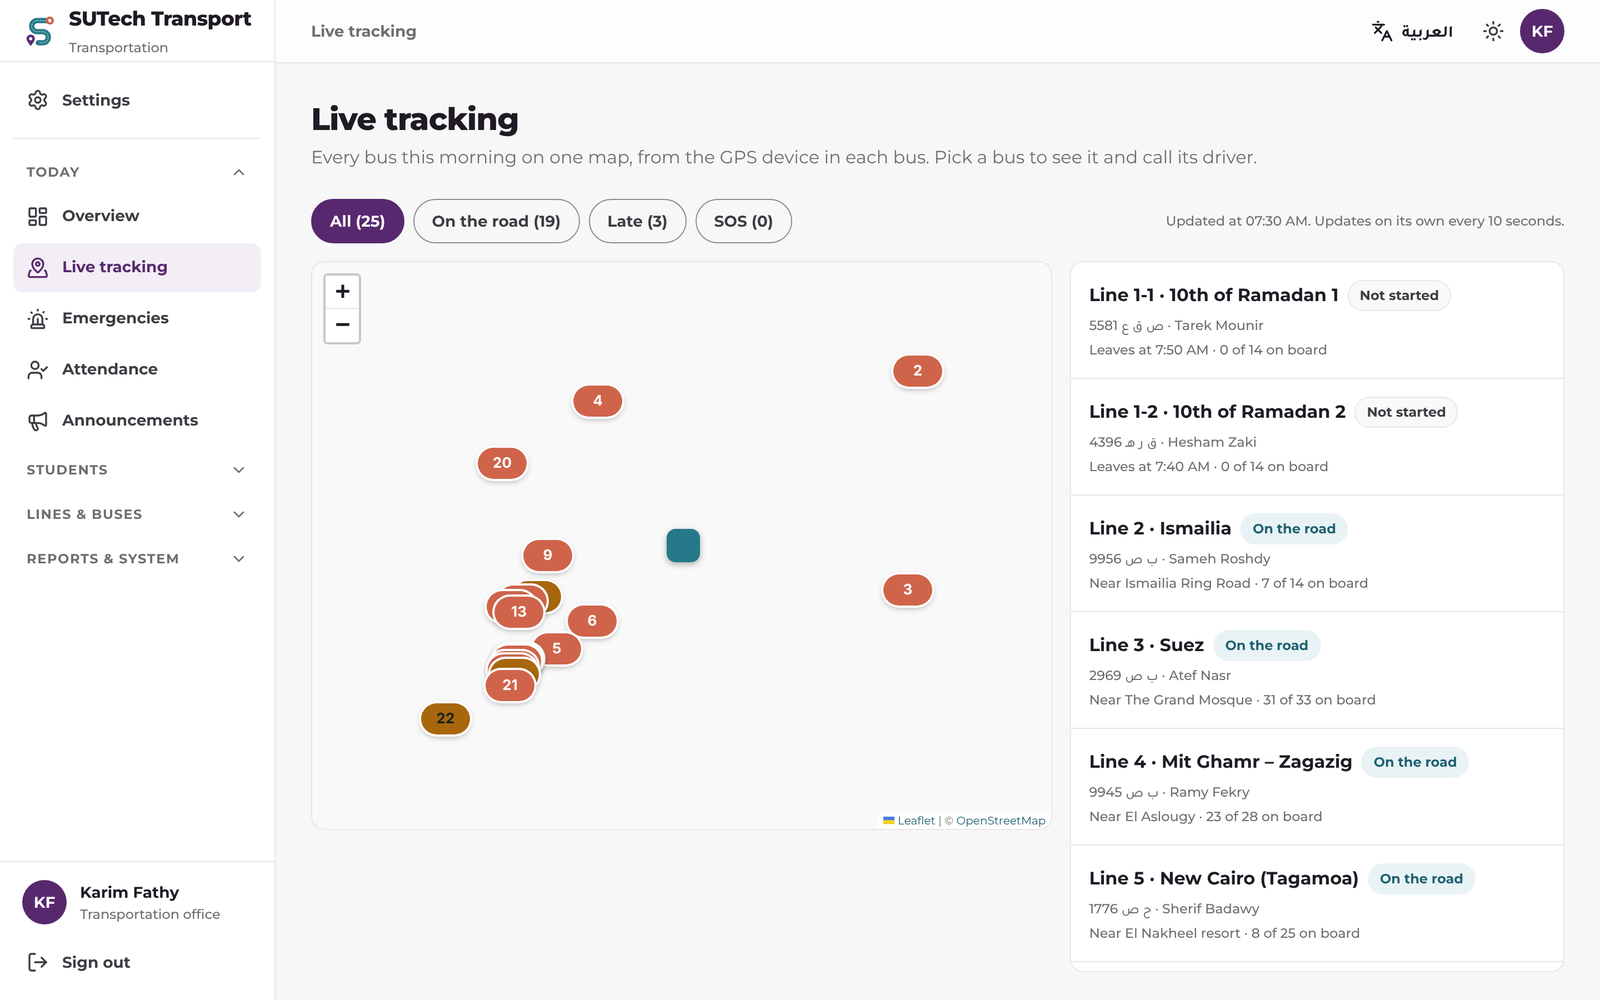 SUTech Transport
Transportation
Settings
TODAY
Overview
Live tracking
Emergencies
Attendance
Announcements
STUDENTS
LINES & BUSES
REPORTS & SYSTEM
KF
Karim Fathy
Transportation office
Sign out
Live tracking
العربية
KF
Live tracking
Every bus this morning on one map, from the GPS device in each bus. Pick a bus to see it and call its driver.
All (25)
On the road (19)
Late (3)
SOS (0)
Updated at 07:30 AM. Updates on its own every 10 seconds.
+
−
2
4
20
9
3
13
6
5
21
22
Leaflet | © OpenStreetMap
Line 1-1 · 10th of Ramadan 1 Not started
5581 ص ق ع · Tarek Mounir
Leaves at 7:50 AM · 0 of 14 on board
Line 1-2 · 10th of Ramadan 2 Not started
4396 ق ر ه · Hesham Zaki
Leaves at 7:40 AM · 0 of 14 on board
Line 2 · Ismailia On the road
9956 ب ص · Sameh Roshdy
Near Ismailia Ring Road · 7 of 14 on board
Line 3 · Suez On the road
2969 ب ص · Atef Nasr
Near The Grand Mosque · 31 of 33 on board
Line 4 · Mit Ghamr – Zagazig On the road
9945 ب ص · Ramy Fekry
Near El Aslougy · 23 of 28 on board
Line 5 · New Cairo (Tagamoa) On the road
1776 ح ص · Sherif Badawy
Near El Nakheel resort · 8 of 25 on board